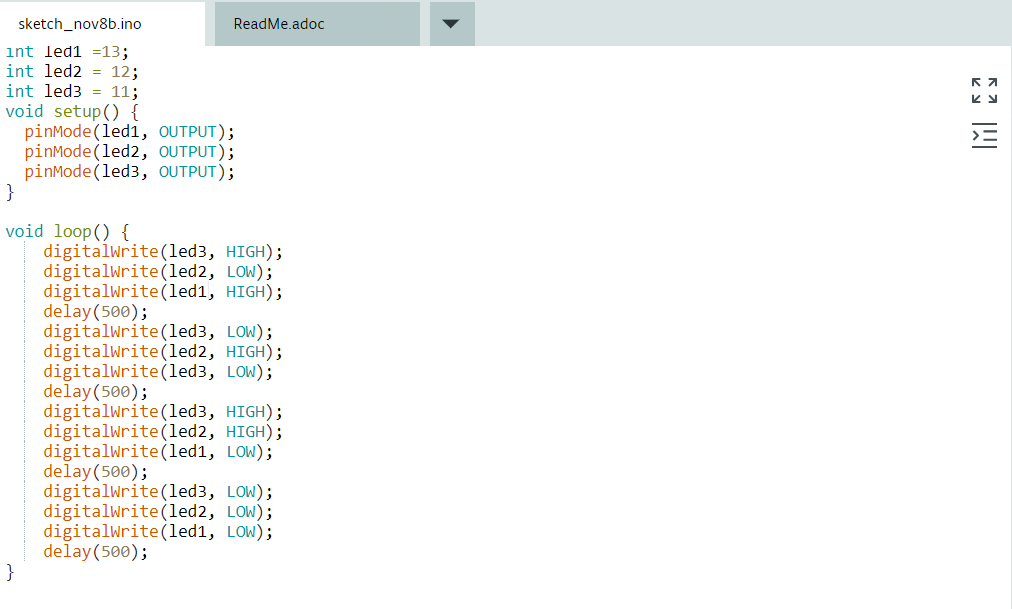 sketch_nov8b.ino
ReadMe.adoc
int led1 =13;
int led2 = 12;
int led3 = 11;
void setup() {
  pinMode(led1, OUTPUT);
  pinMode(led2, OUTPUT);
  pinMode(led3, OUTPUT);
}
void loop() {
    digitalWrite(led3, HIGH);
    digitalWrite(led2, LOW);
    digitalWrite(led1, HIGH);
    delay(500);
    digitalWrite(led3, LOW);
    digitalWrite(led2, HIGH);
    digitalWrite(led3, LOW);
    delay(500);
    digitalWrite(led3, HIGH);
    digitalWrite(led2, HIGH);
    digitalWrite(led1, LOW);
    delay(500);
    digitalWrite(led3, LOW);
    digitalWrite(led2, LOW);
    digitalWrite(led1, LOW);
    delay(500);
}